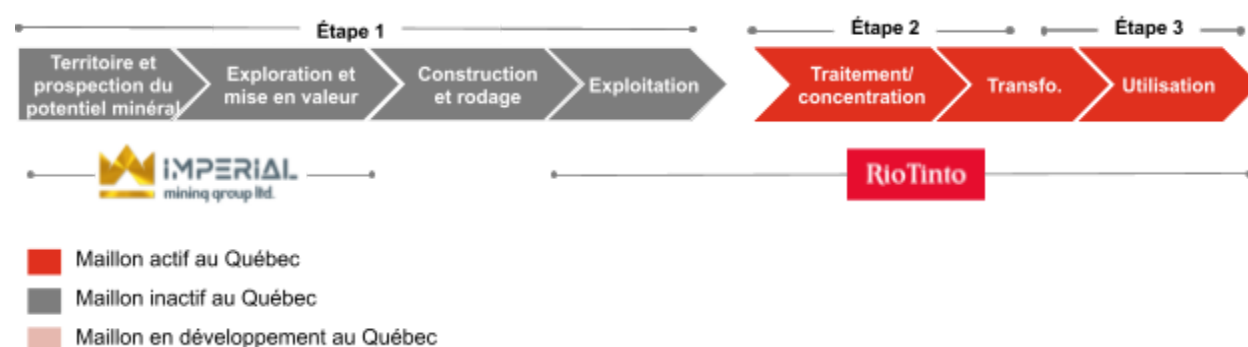 Étape 1
Étape 2
Étape 3
Territoire et
prospection du
potentiel minéral
Exploration et
mise en valeur
Construction
et rodage
Exploitation
Traitement/
concentration
Transfo.
Utilisation
IMPERIAL
mining group ltd.
RioTinto
Maillon actif au Québec
Maillon inactif au Québec
Maillon en développement au Québec